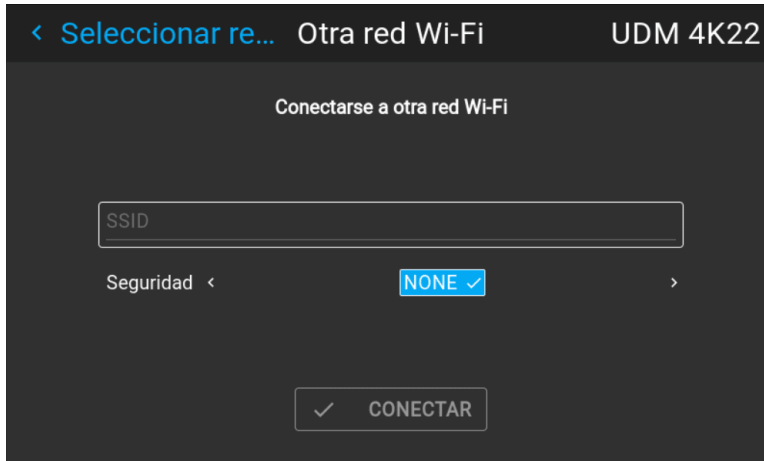 Seleccionar re... Otra red Wi-Fi UDM 4K22
Conectarse a otra red Wi-Fi
SSID
Seguridad < NONE ✓ >
✓ CONECTAR